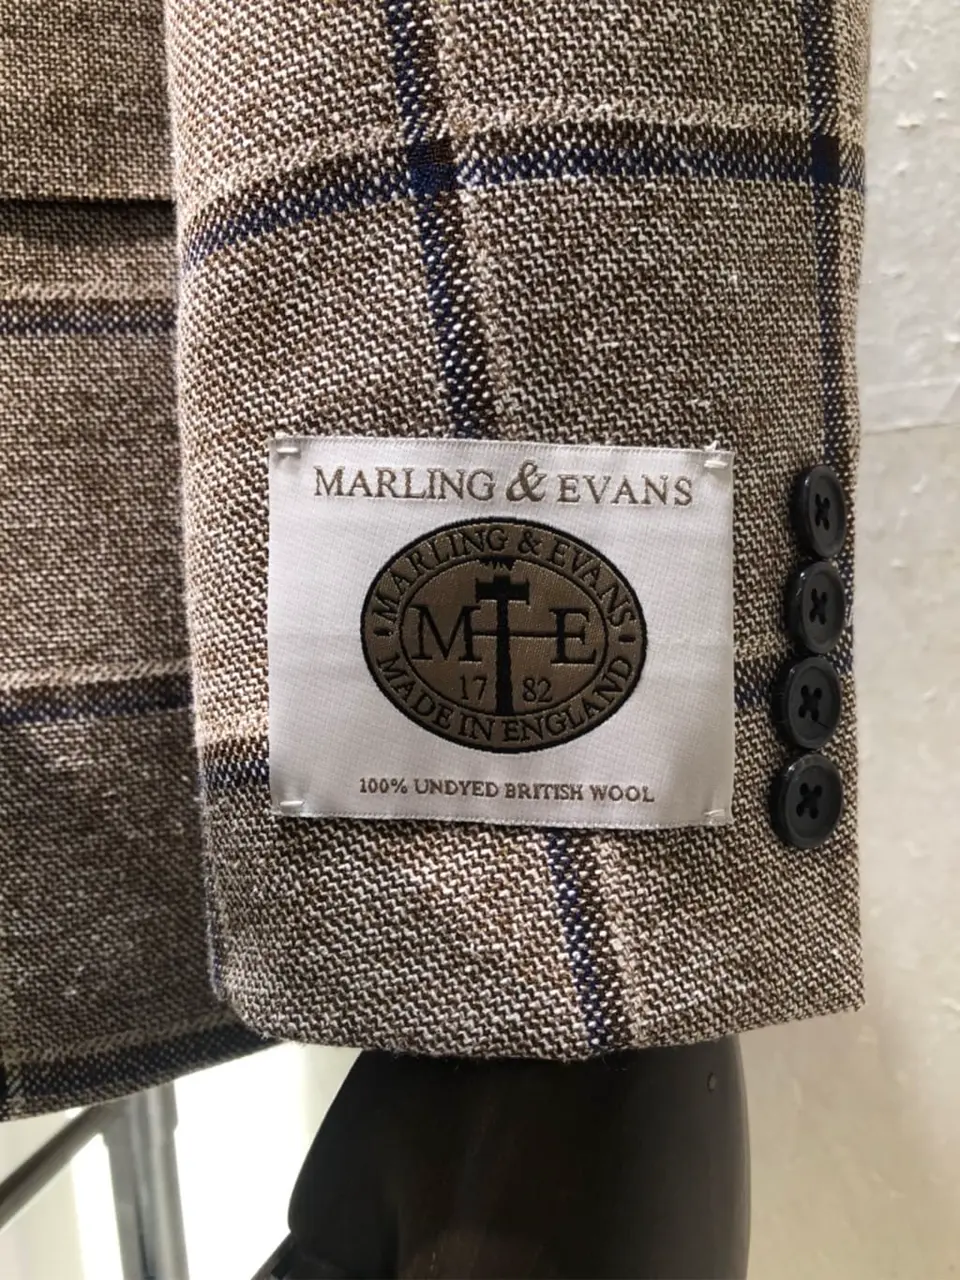 MARLING & EVANS
MARLING & EVANS
M E
17 82
MADE IN ENGLAND
100% UNDYED BRITISH WOOL